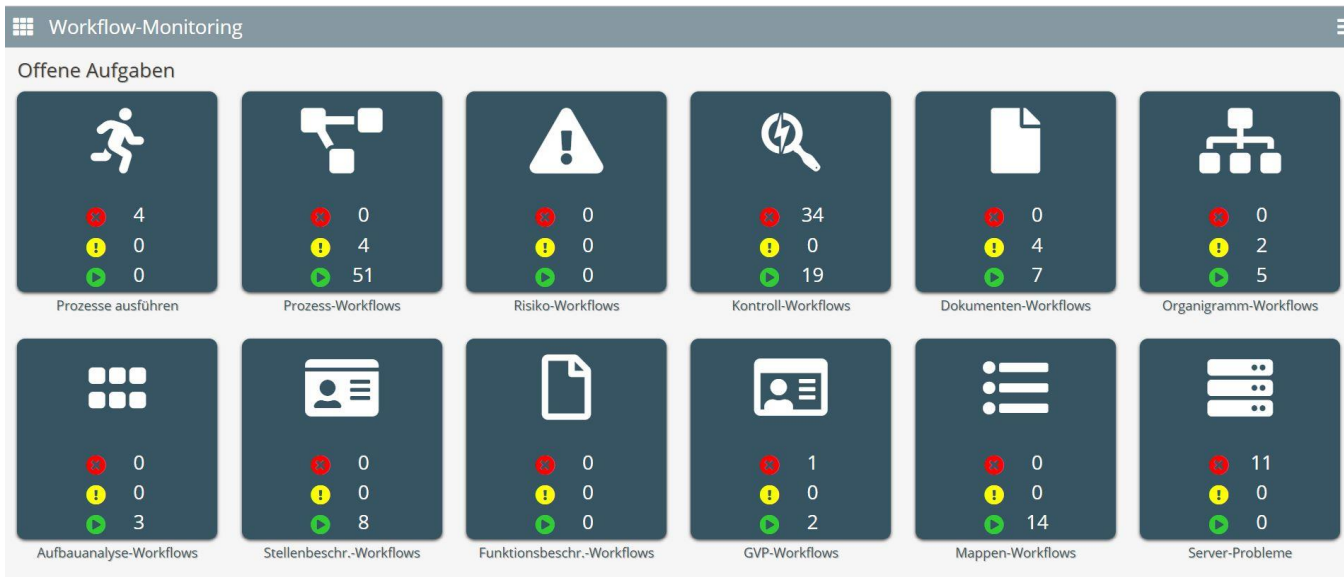 Workflow-Monitoring
Offene Aufgaben
4 0 0 34 0 0
0 4 0 0 4 2
0 51 0 19 7 5
Prozesse ausführen Prozess-Workflows Risiko-Workflows Kontroll-Workflows Dokumenten-Workflows Organigramm-Workflows
0 0 0 1 0 11
0 0 0 0 0 0
3 8 0 2 14 0
Aufbauanalyse-Workflows Stellenbeschr.-Workflows Funktionsbeschr.-Workflows GVP-Workflows Mappen-Workflows Server-Probleme